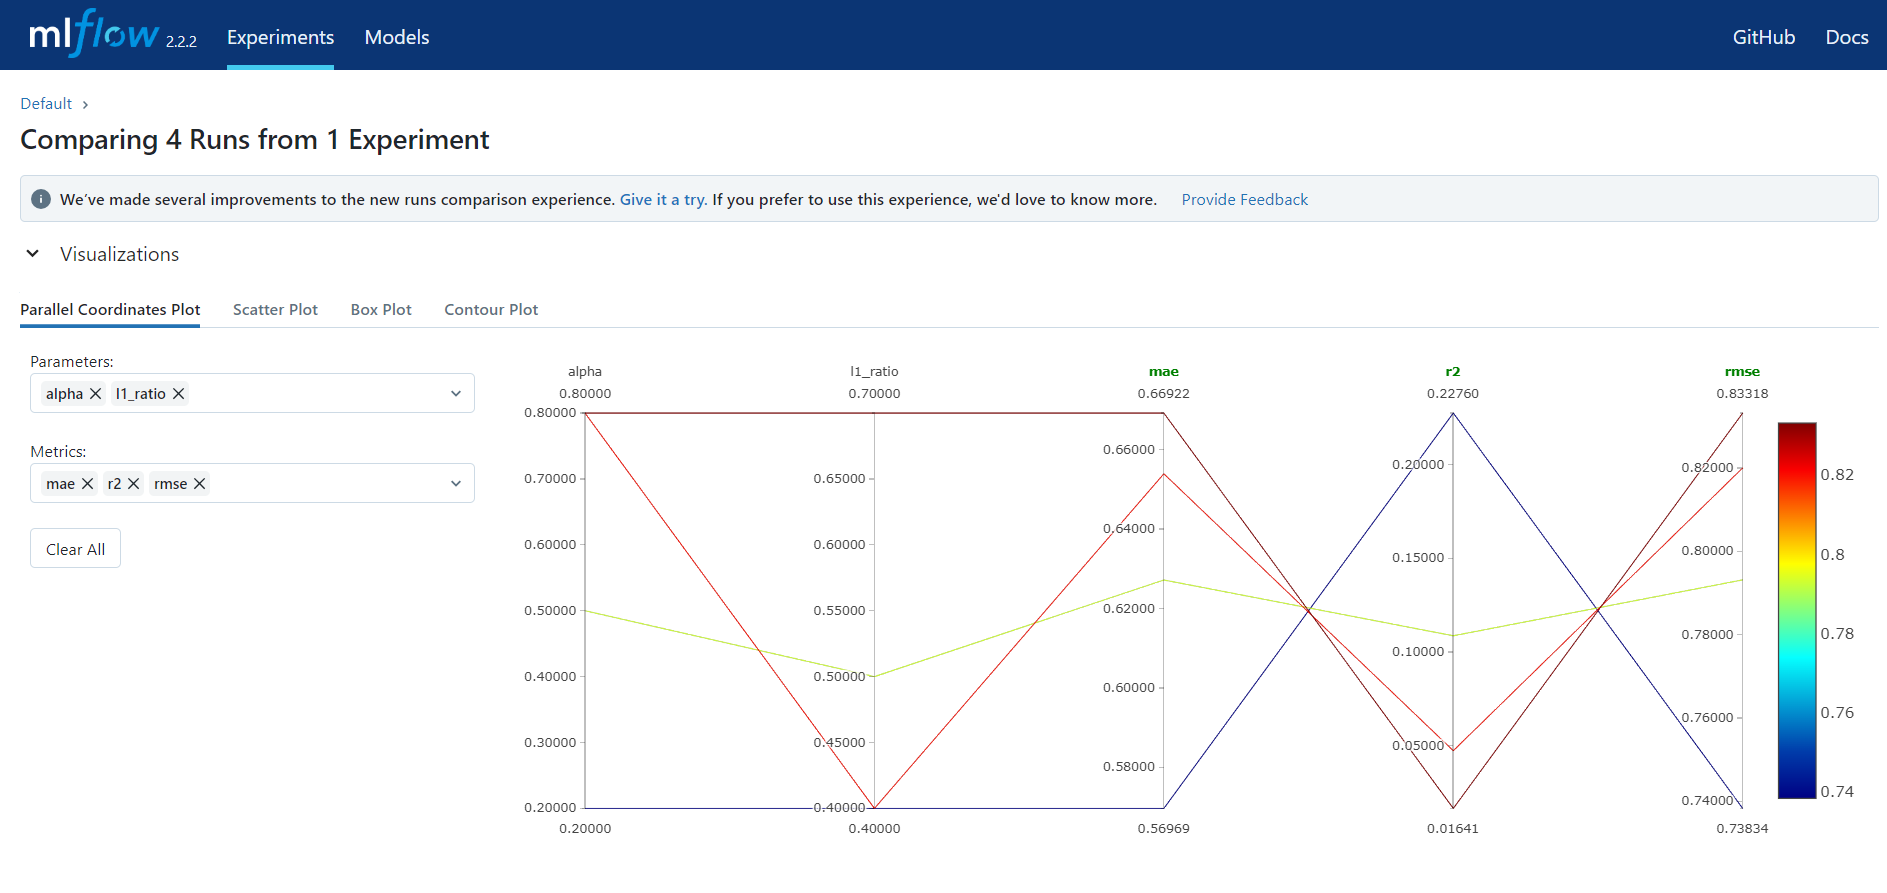 mlflow 2.2.2 Experiments Models GitHub Docs
Default ›
Comparing 4 Runs from 1 Experiment
We’ve made several improvements to the new runs comparison experience. Give it a try. If you prefer to use this experience, we'd love to know more. Provide Feedback
Visualizations
Parallel Coordinates Plot Scatter Plot Box Plot Contour Plot
Parameters:
alpha l1_ratio
Metrics:
mae r2 rmse
Clear All
alpha l1_ratio mae r2 rmse
0.80000 0.70000 0.66922 0.22760 0.83318
0.80000
0.70000
0.60000
0.50000
0.40000
0.30000
0.20000
0.65000
0.60000
0.55000
0.50000
0.45000
0.40000
0.66000
0.64000
0.62000
0.60000
0.58000
0.20000
0.15000
0.10000
0.05000
0.82000
0.80000
0.78000
0.76000
0.74000
0.82
0.8
0.78
0.76
0.74
0.20000 0.40000 0.56969 0.01641 0.73834